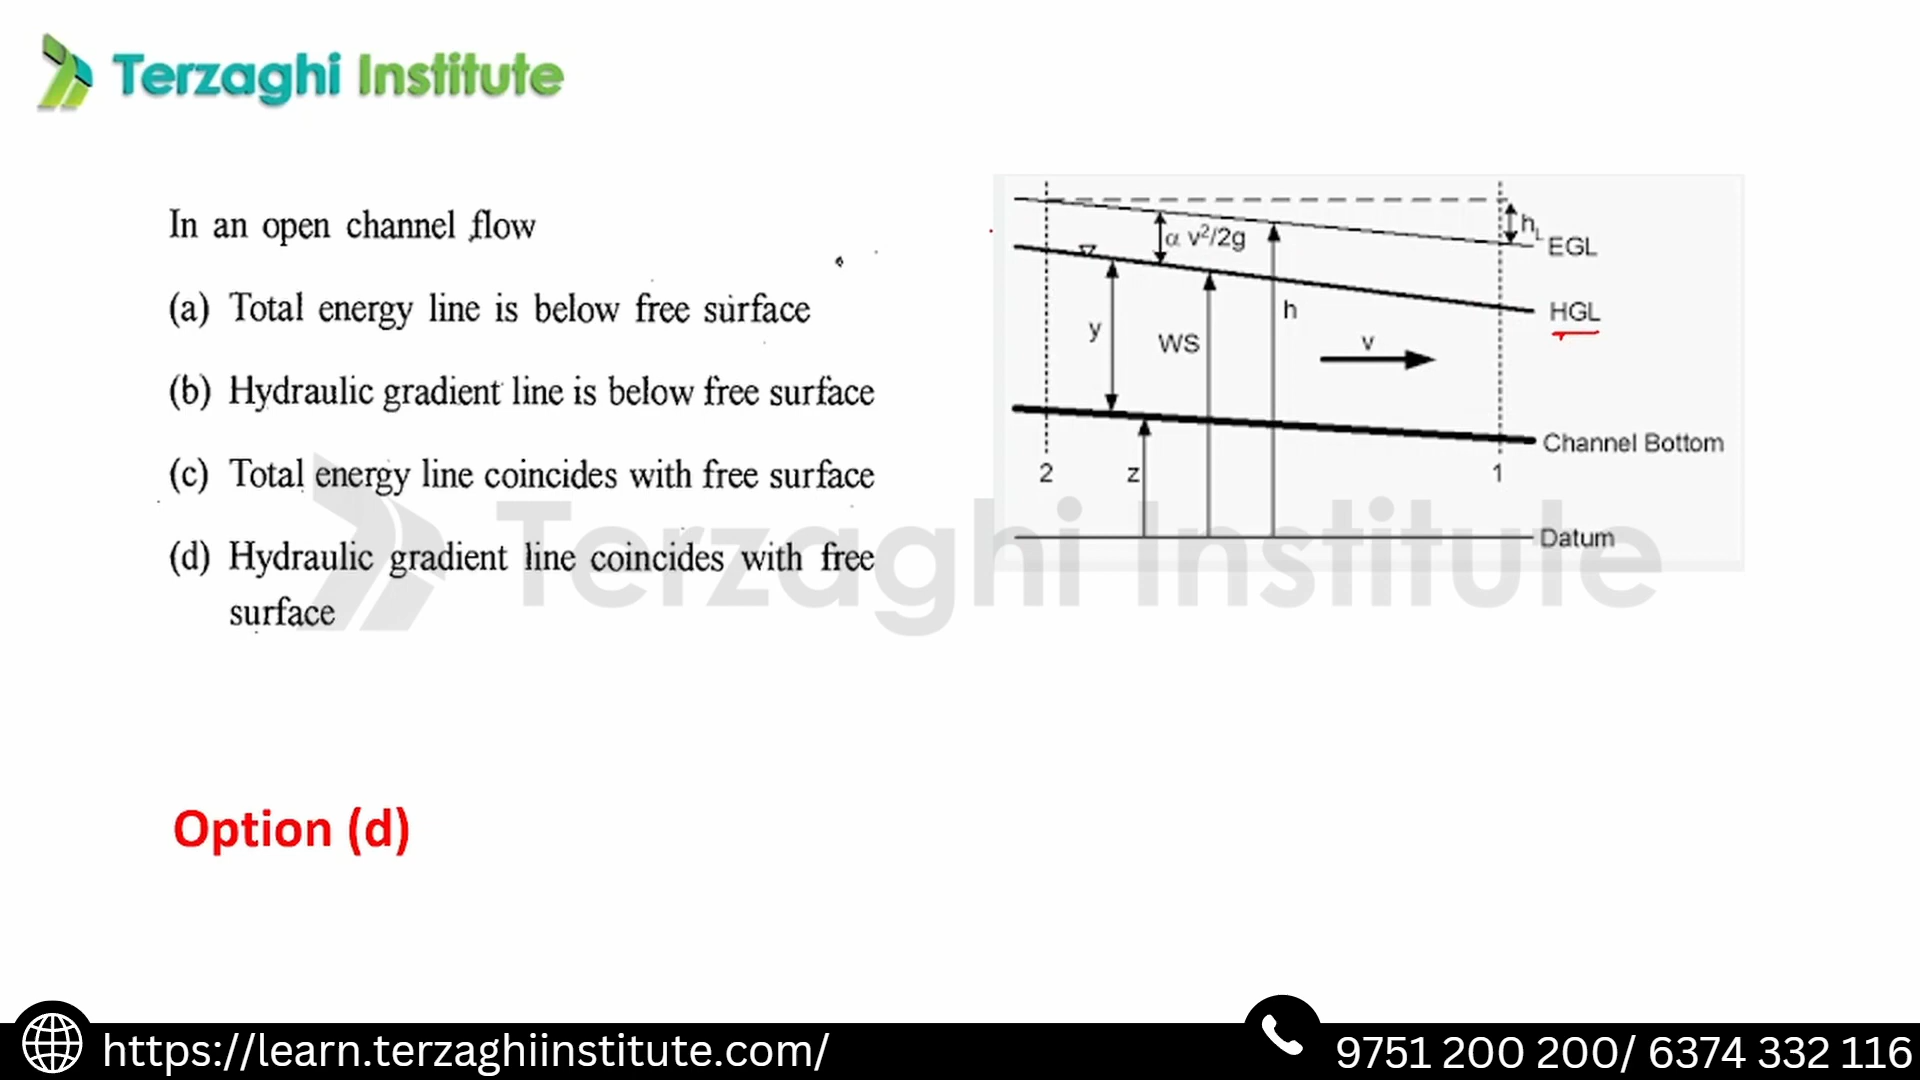 Terzaghi Institute
In an open channel flow
(a) Total energy line is below free surface
(b) Hydraulic gradient line is below free surface
(c) Total energy line coincides with free surface
(d) Hydraulic gradient line coincides with free
surface
α v²/2g
hL
EGL
HGL
y
WS
h
v
Channel Bottom
2
z
1
Datum
Terzaghi Institute
Option (d)
https://learn.terzaghiinstitute.com/
9751 200 200/ 6374 332 116